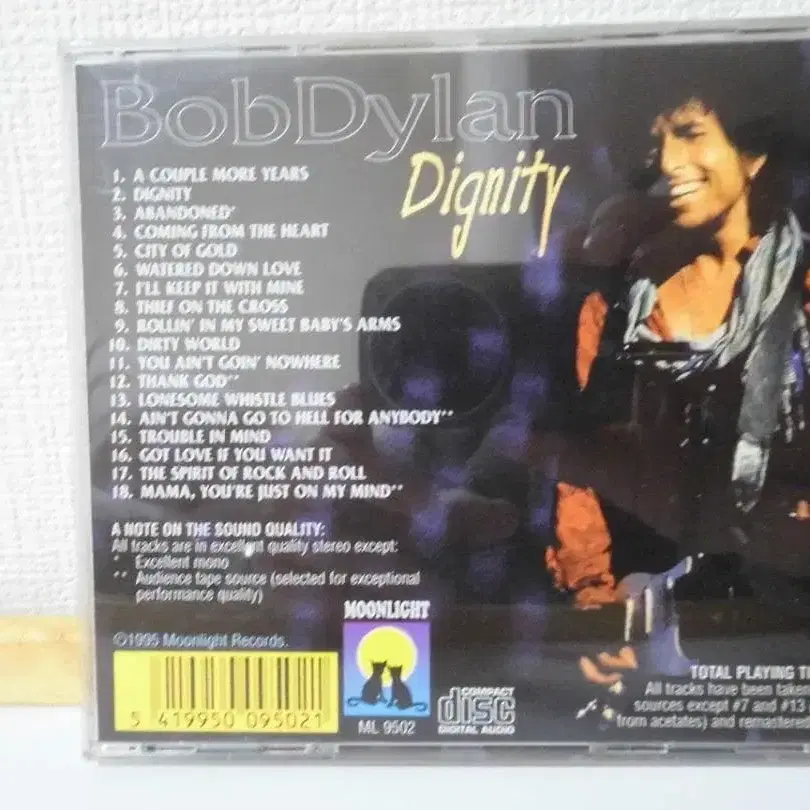 BobDylan
Dignity
1. A COUPLE MORE YEARS
2. DIGNITY
3. ABANDONED*
4. COMING FROM THE HEART
5. CITY OF GOLD
6. WATERED DOWN LOVE
7. I'LL KEEP IT WITH MINE
8. THIEF ON THE CROSS
9. ROLLIN' IN MY SWEET BABY'S ARMS
10. DIRTY WORLD
11. YOU AIN'T GOIN' NOWHERE
12. THANK GOD**
13. LONESOME WHISTLE BLUES
14. AIN'T GONNA GO TO HELL FOR ANYBODY**
15. TROUBLE IN MIND
16. GOT LOVE IF YOU WANT IT
17. THE SPIRIT OF ROCK AND ROLL
18. MAMA, YOU'RE JUST ON MY MIND**
A NOTE ON THE SOUND QUALITY:
All tracks are in excellent quality stereo except:
* Excellent mono
** Audience tape source (selected for exceptional
performance quality)
©1995 Moonlight Records.
MOONLIGHT
ML 9502
5 419950 095021
COMPACT
disc
DIGITAL AUDIO
TOTAL PLAYING
All tracks have been taken
sources except #7 and #13
from acetates) and remastered